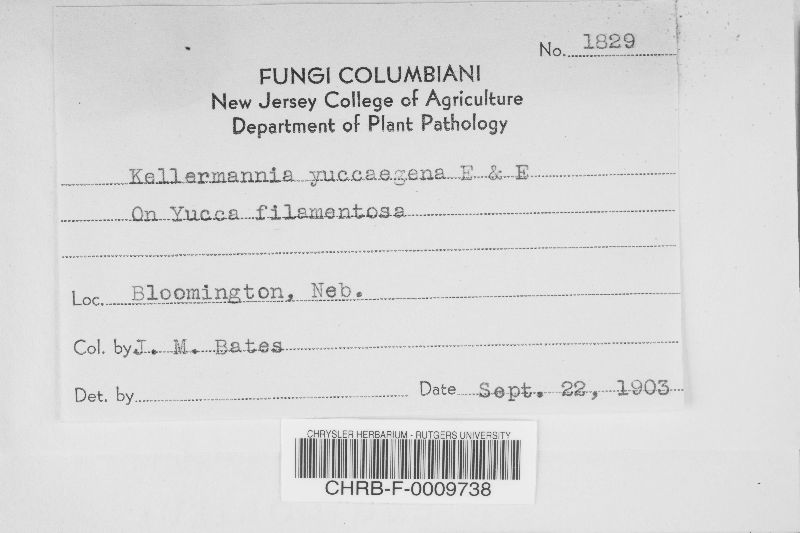 No. 1829
FUNGI COLUMBIANI
New Jersey College of Agriculture
Department of Plant Pathology
Kellermannia yuccaegena E & E
On Yucca filamentosa
Loc. Bloomington, Neb.
Col. by J. M. Bates
Det. by Date Sept. 22, 1903
CHRYSLER HERBARIUM - RUTGERS UNIVERSITY
CHRB-F-0009738